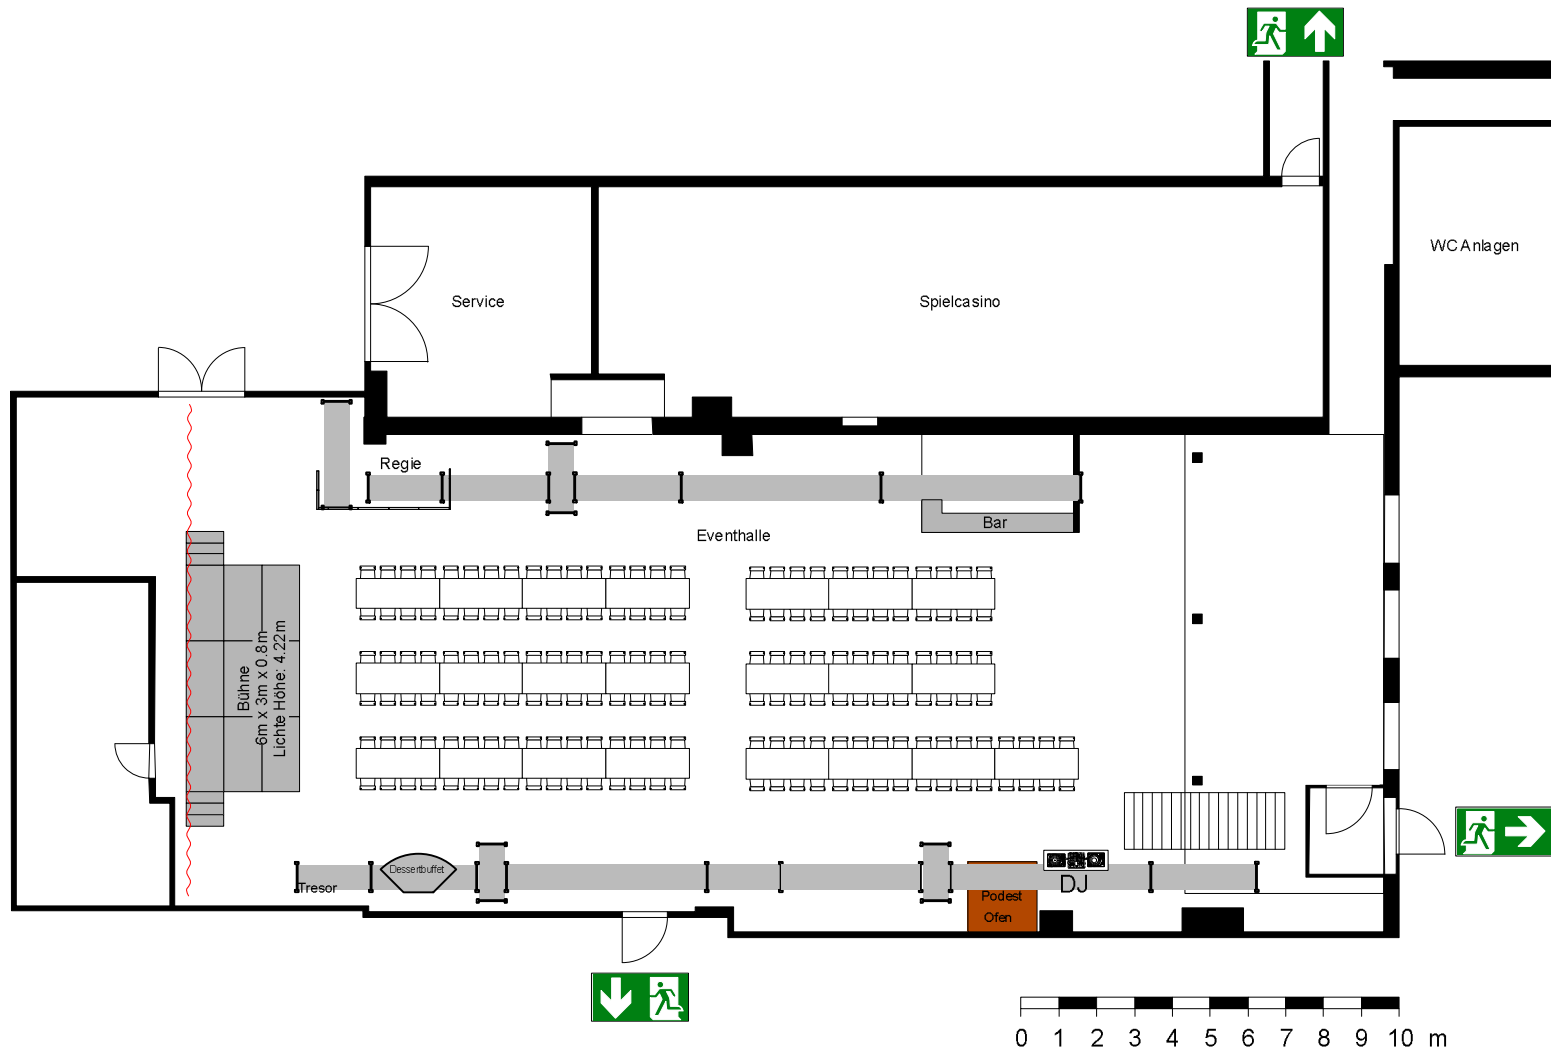 WC Anlagen
Service
Spielcasino
Regie
Bar
Eventhalle
Bühne
6m x 3m x 0.8m
Lichte Höhe: 4.22m
Dessertbuffet
Tresor
DJ
Podest
Ofen
0 1 2 3 4 5 6 7 8 9 10 m